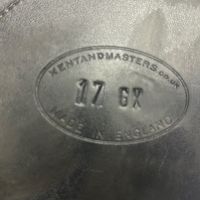 KENTANDMASTERS.CO.UK
17 GX
MADE IN ENGLAND